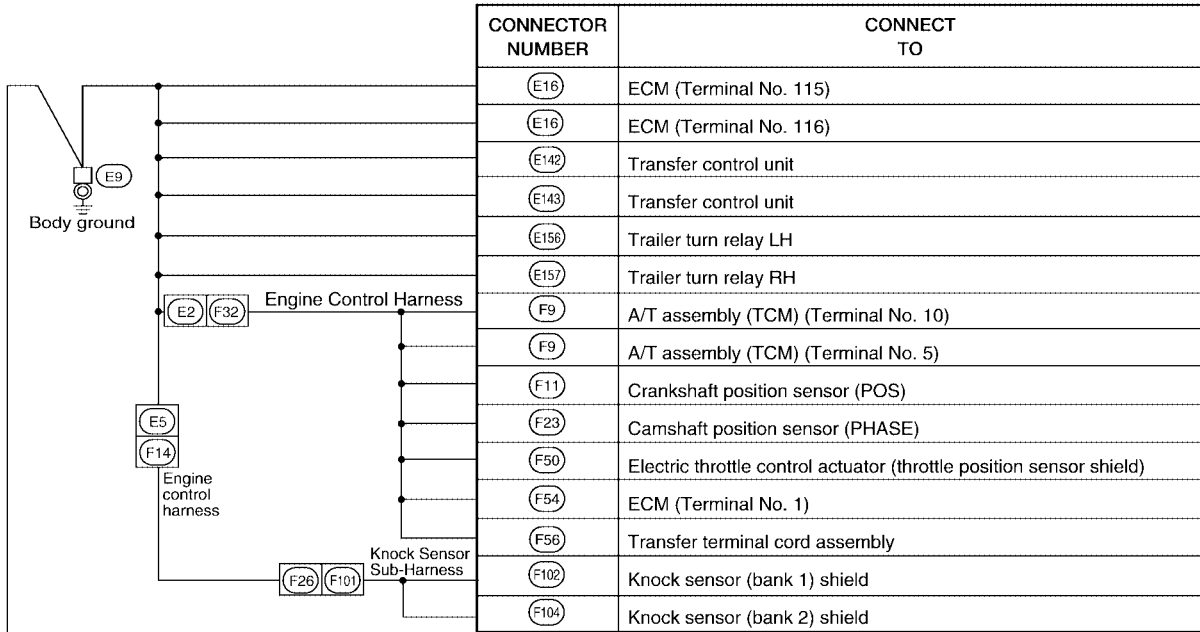 CONNECTOR NUMBER CONNECT TO
E16 ECM (Terminal No. 115)
E16 ECM (Terminal No. 116)
E142 Transfer control unit
E9
E143 Transfer control unit
Body ground
E156 Trailer turn relay LH
E157 Trailer turn relay RH
E2 F32 Engine Control Harness F9 A/T assembly (TCM) (Terminal No. 10)
F9 A/T assembly (TCM) (Terminal No. 5)
F11 Crankshaft position sensor (POS)
E5
F23 Camshaft position sensor (PHASE)
F14
F50 Electric throttle control actuator (throttle position sensor shield)
Engine
control
harness
F54 ECM (Terminal No. 1)
F56 Transfer terminal cord assembly
Knock Sensor
Sub-Harness
F26 F101
F102 Knock sensor (bank 1) shield
F104 Knock sensor (bank 2) shield